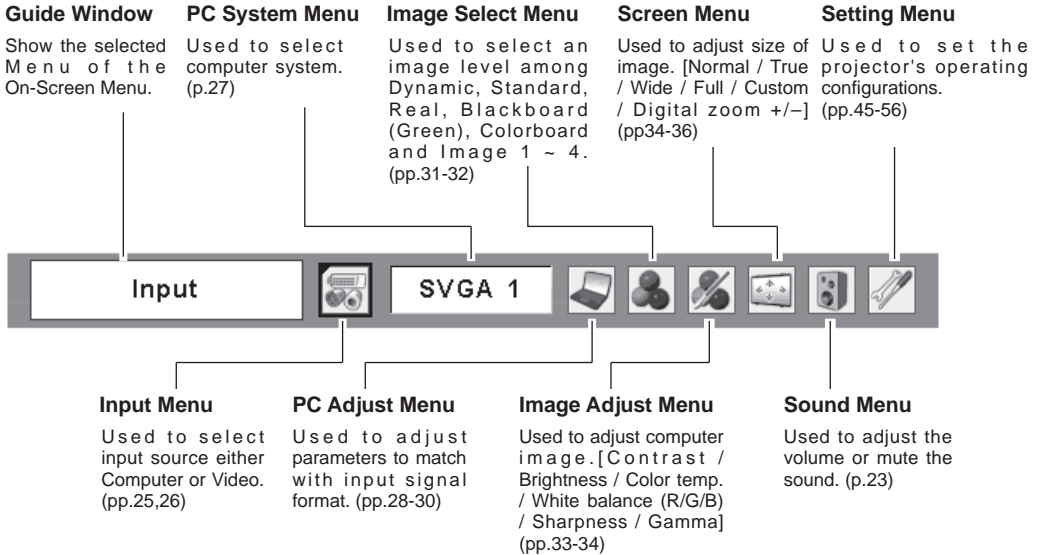 Guide Window
Show the selected
Menu of the
On-Screen Menu.
PC System Menu
Used to select
computer system.
(p.27)
Image Select Menu
Used to select an
image level among
Dynamic, Standard,
Real, Blackboard
(Green), Colorboard
and Image 1 ~ 4.
(pp.31-32)
Screen Menu
Used to adjust size of
image. [Normal / True
/ Wide / Full / Custom
/ Digital zoom +/–]
(pp34-36)
Setting Menu
Used to set the
projector's operating
configurations.
(pp.45-56)
Input
SVGA 1
Input Menu
Used to select
input source either
Computer or Video.
(pp.25,26)
PC Adjust Menu
Used to adjust
parameters to match
with input signal
format. (pp.28-30)
Image Adjust Menu
Used to adjust computer
image.[Contrast /
Brightness / Color temp.
/ White balance (R/G/B)
/ Sharpness / Gamma]
(pp.33-34)
Sound Menu
Used to adjust the
volume or mute the
sound. (p.23)